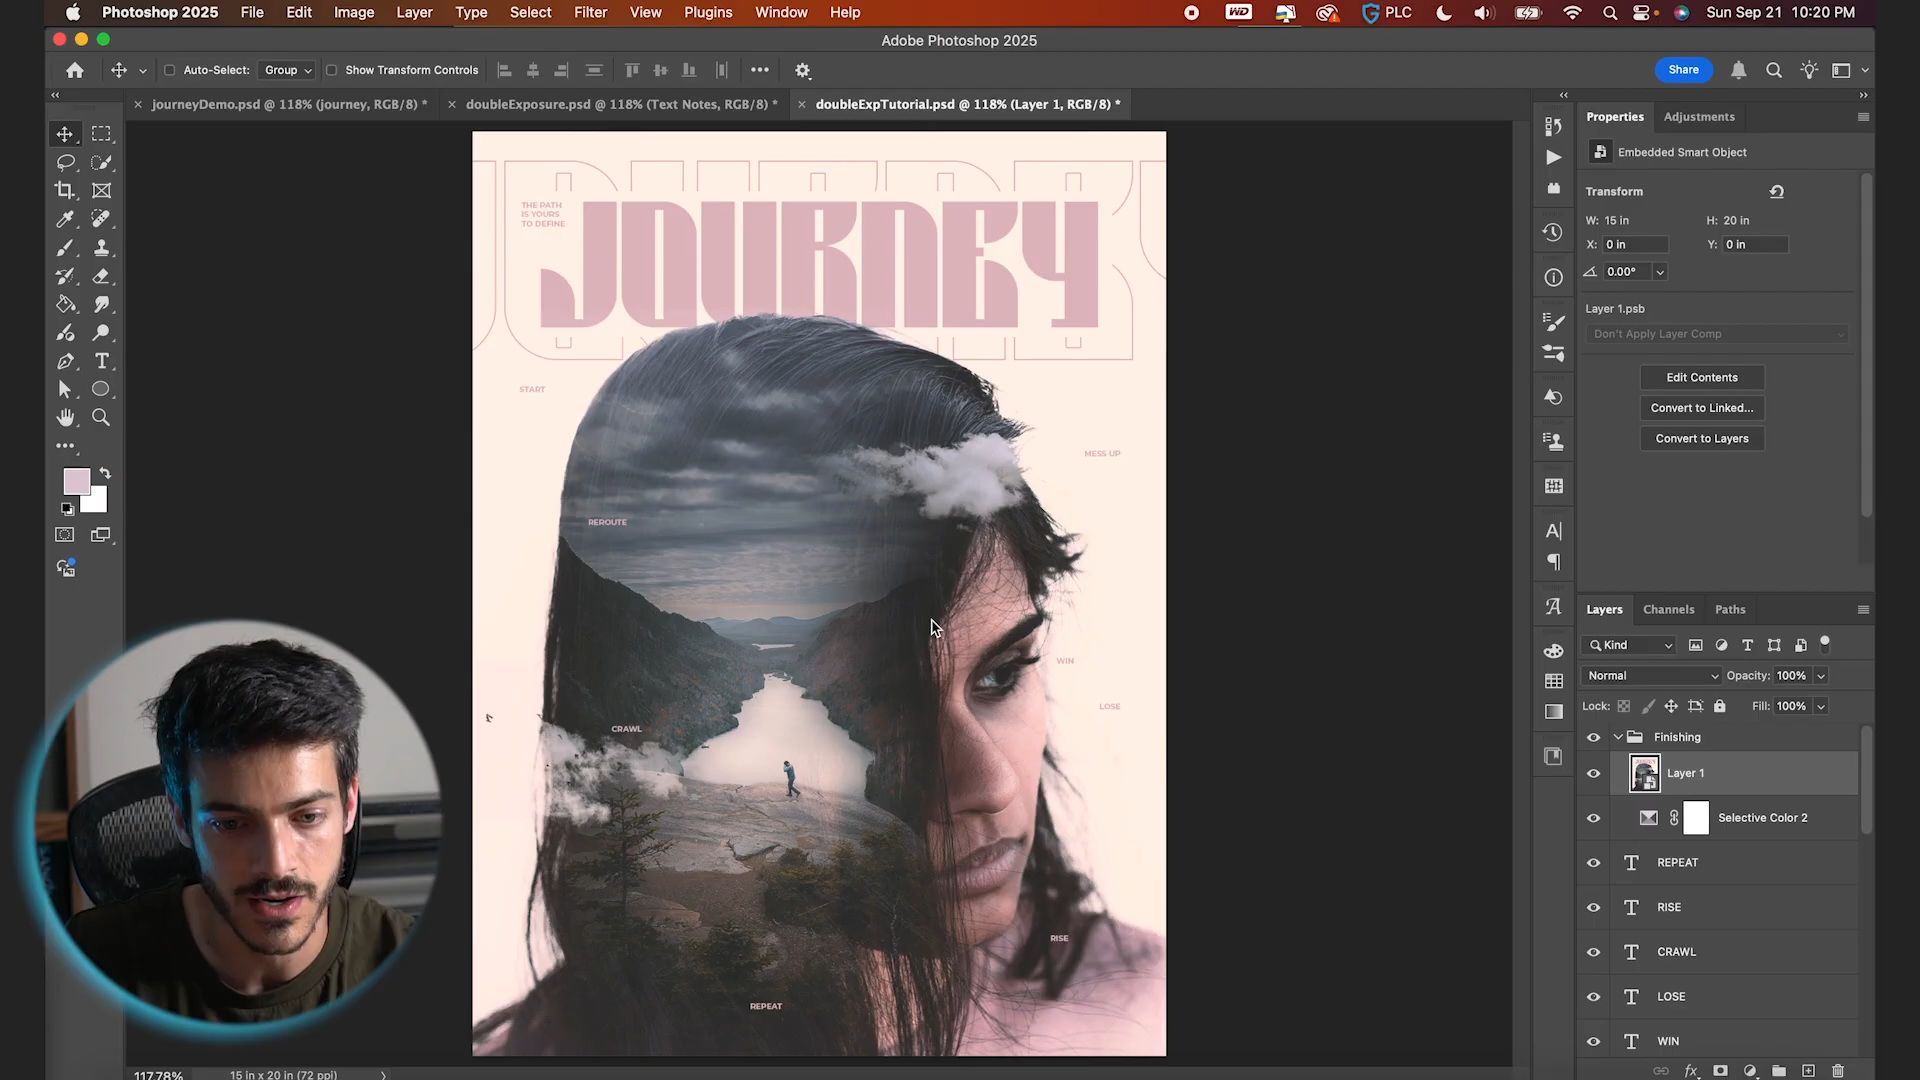 Photoshop 2025 File Edit Image Layer Type Select Filter View Plugins Window Help WD PLC Sun Sep 21 10:20 PM
Adobe Photoshop 2025
Auto-Select: Group Show Transform Controls Share
journeyDemo.psd @ 118% (journey, RGB/8) * doubleExposure.psd @ 118% (Text Notes, RGB/8) * doubleExpTutorial.psd @ 118% (Layer 1, RGB/8) *
THE PATH
IS YOURS
TO DEFINE
JOURNEY
START
MESS UP
REROUTE
WIN
LOSE
CRAWL
RISE
REPEAT
117.78% 15 in x 20 in (72 ppi)
Properties Adjustments
Embedded Smart Object
Transform
W: 15 in H: 20 in
X: 0 in Y: 0 in
0.00°
Layer 1.psb
Don't Apply Layer Comp
Edit Contents
Convert to Linked...
Convert to Layers
Layers Channels Paths
Kind
Normal Opacity: 100%
Lock: Fill: 100%
Finishing
Layer 1
Selective Color 2
REPEAT
RISE
CRAWL
LOSE
WIN
fx